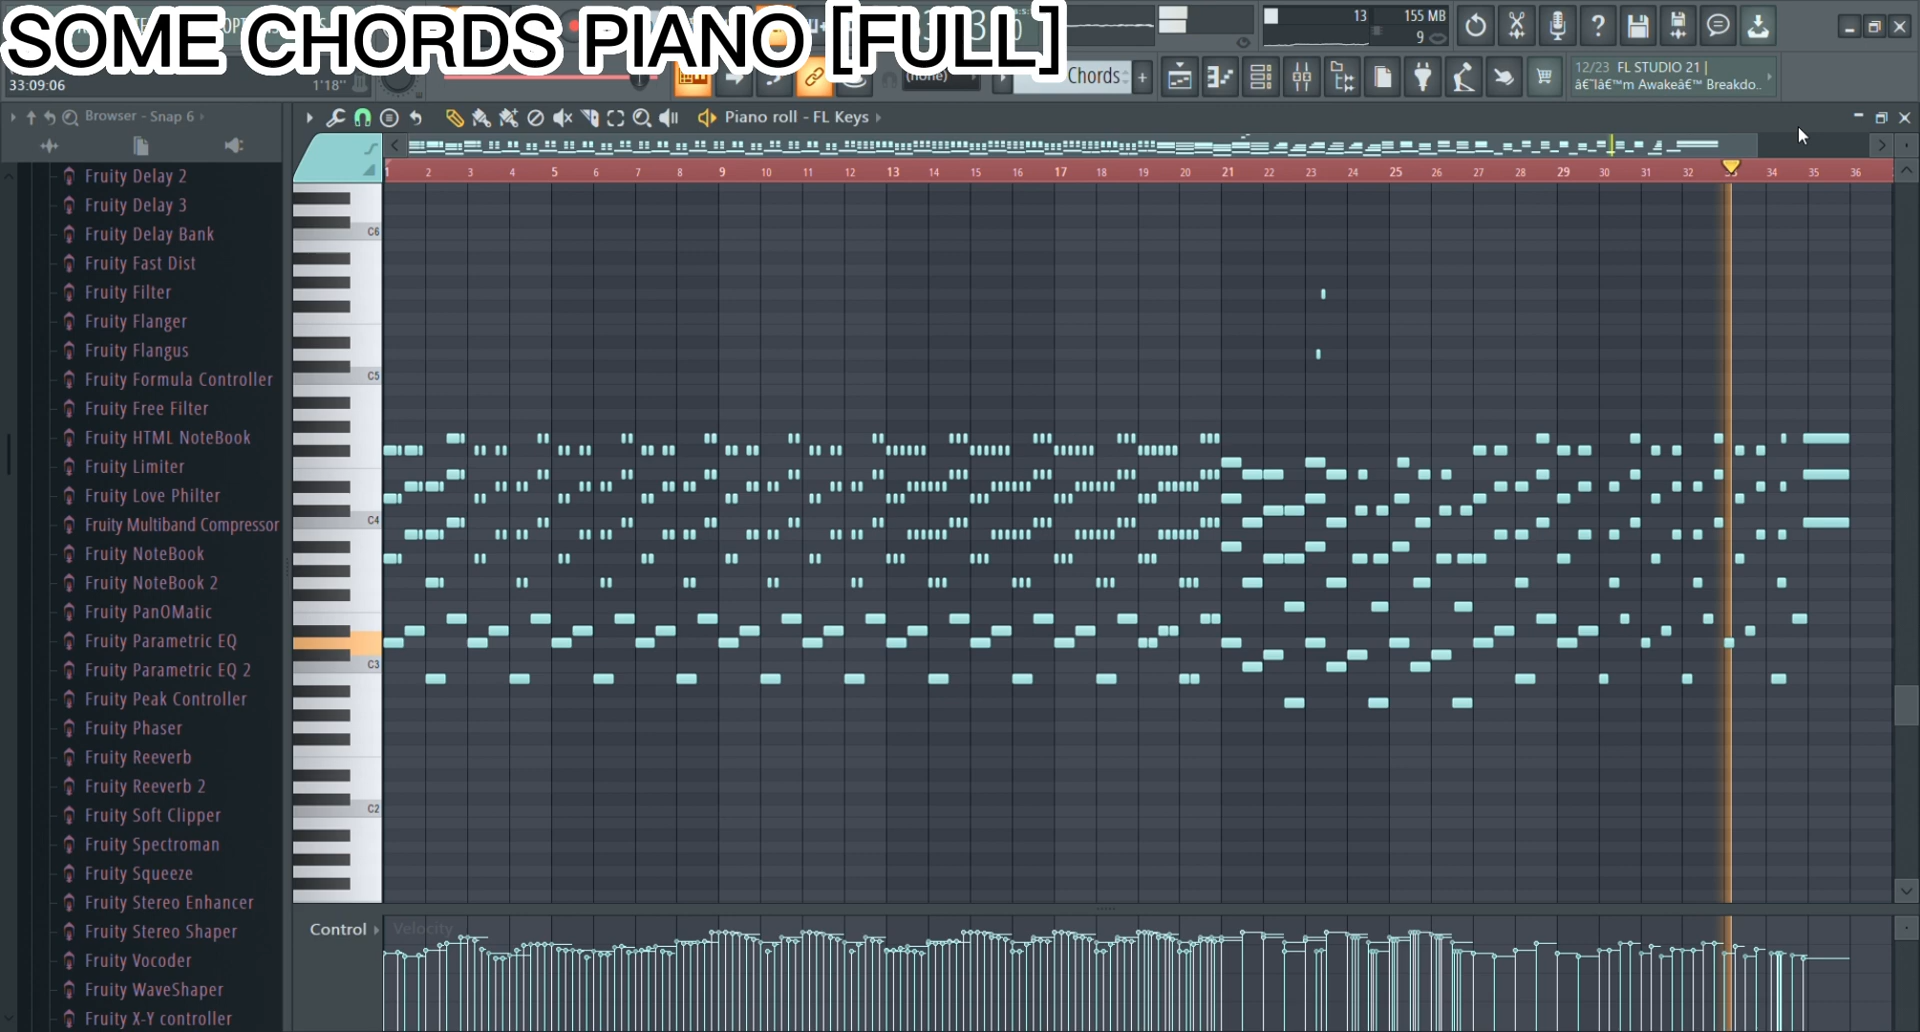 SOME CHORDS PIANO [FULL]
33:09:06
1'18''
(none)
Chords
+
13
155 MB
9
12/23 FL STUDIO 21 |
â€˜Iâ€™m Awakeâ€™ Breakdo..
Browser - Snap 6
Piano roll - FL Keys
Fruity Delay 2
Fruity Delay 3
Fruity Delay Bank
Fruity Fast Dist
Fruity Filter
Fruity Flanger
Fruity Flangus
Fruity Formula Controller
Fruity Free Filter
Fruity HTML NoteBook
Fruity Limiter
Fruity Love Philter
Fruity Multiband Compressor
Fruity NoteBook
Fruity NoteBook 2
Fruity PanOMatic
Fruity Parametric EQ
Fruity Parametric EQ 2
Fruity Peak Controller
Fruity Phaser
Fruity Reeverb
Fruity Reeverb 2
Fruity Soft Clipper
Fruity Spectroman
Fruity Squeeze
Fruity Stereo Enhancer
Fruity Stereo Shaper
Fruity Vocoder
Fruity WaveShaper
Fruity X-Y controller
1 2 3 4 5 6 7 8 9 10 11 12 13 14 15 16 17 18 19 20 21 22 23 24 25 26 27 28 29 30 31 32 33 34 35 36
C6
C5
C4
C3
C2
Control
Velocity